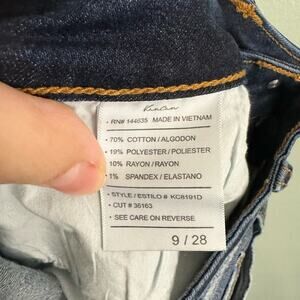 KanCan
- RN# 144635 MADE IN VIETNAM
- 70% COTTON / ALGODON
- 19% POLYESTER / POLIESTER
10% RAYON / RAYON
- 1% SPANDEX / ELASTANO
- STYLE / ESTILO # KC8191D
- CUT # 36163
- SEE CARE ON REVERSE
9 / 28